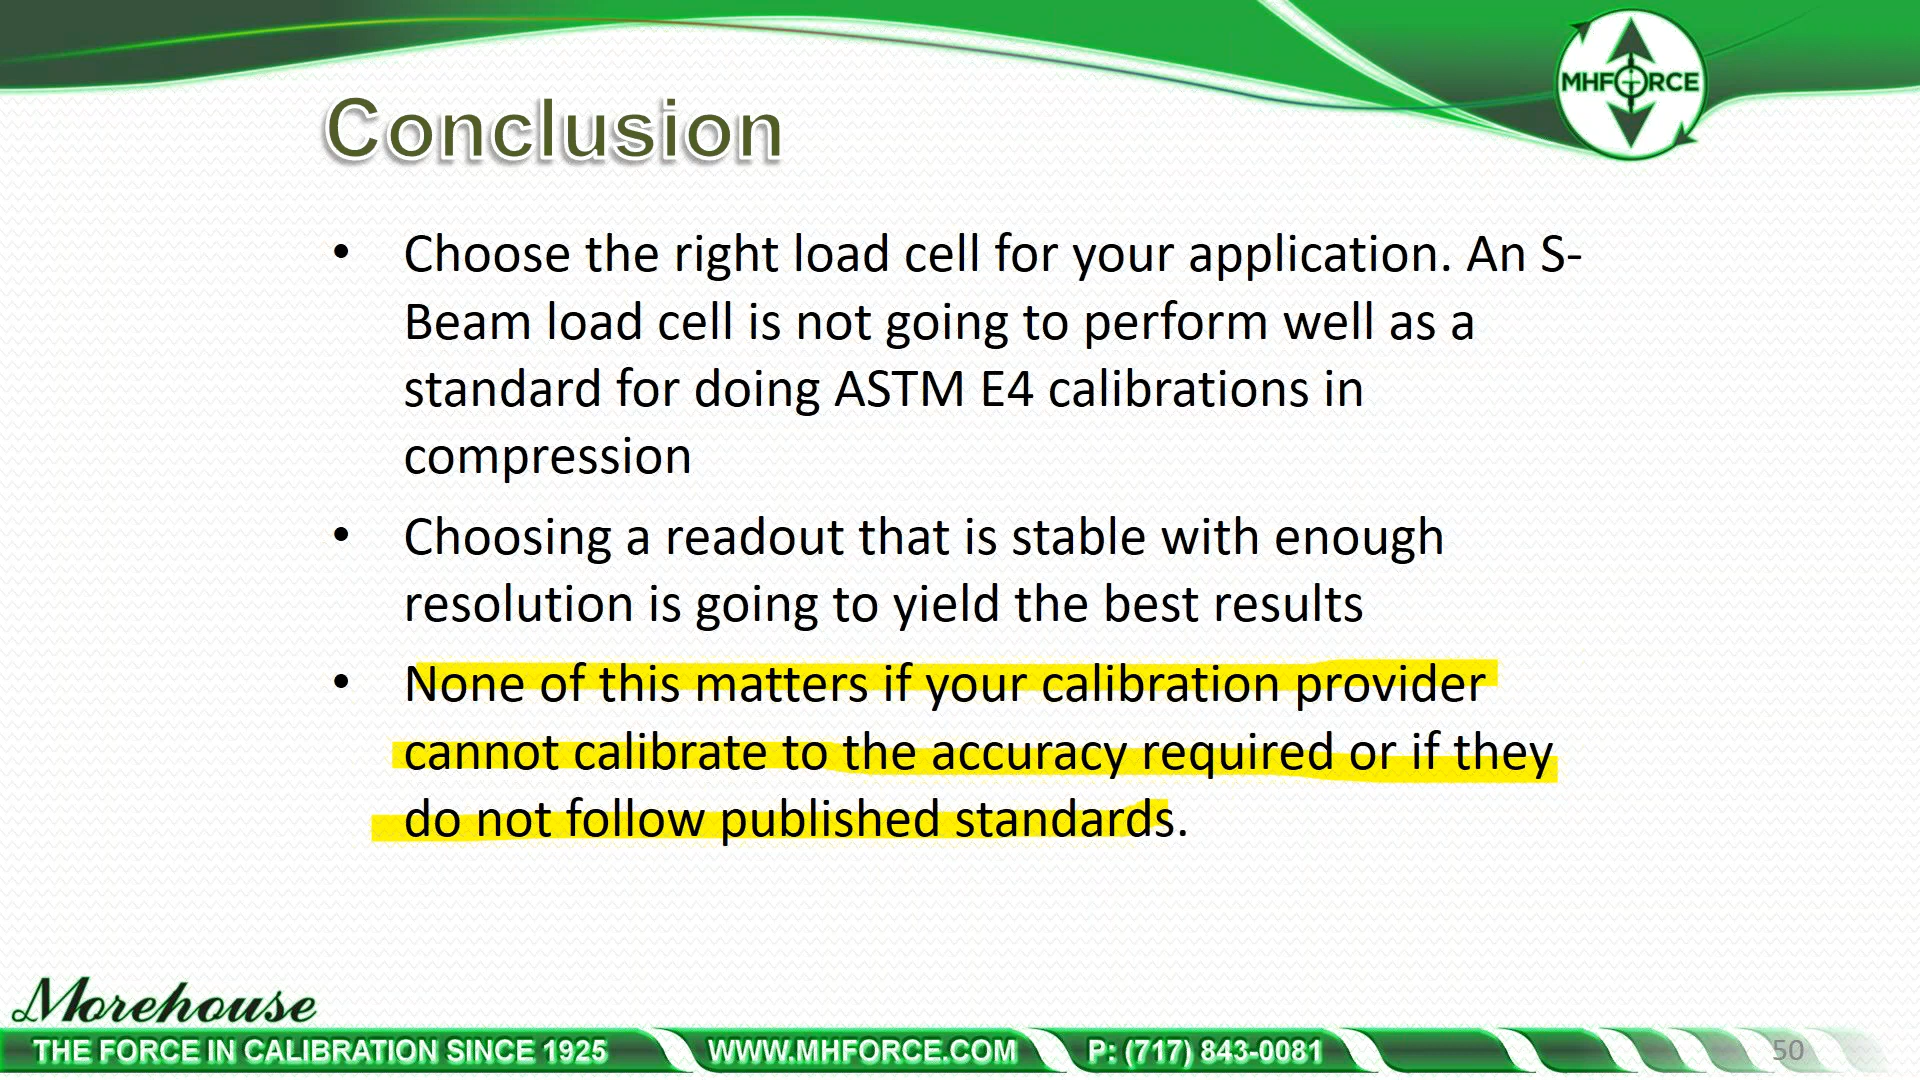 MHFORCE
Conclusion
• Choose the right load cell for your application. An S-
Beam load cell is not going to perform well as a
standard for doing ASTM E4 calibrations in
compression
• Choosing a readout that is stable with enough
resolution is going to yield the best results
• None of this matters if your calibration provider
cannot calibrate to the accuracy required or if they
do not follow published standards.
Morehouse
THE FORCE IN CALIBRATION SINCE 1925 WWW.MHFORCE.COM P: (717) 843-0081 50